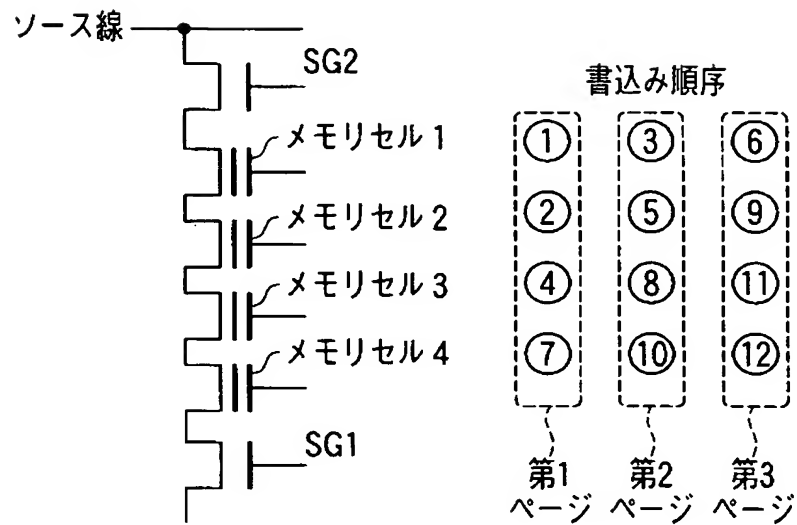 ソース線
SG2
書込み順序
メモリセル 1
① ③ ⑥
メモリセル 2
② ⑤ ⑨
メモリセル 3
④ ⑧ ⑪
メモリセル 4
⑦ ⑩ ⑫
SG1
第1
ページ
第2
ページ
第3
ページ